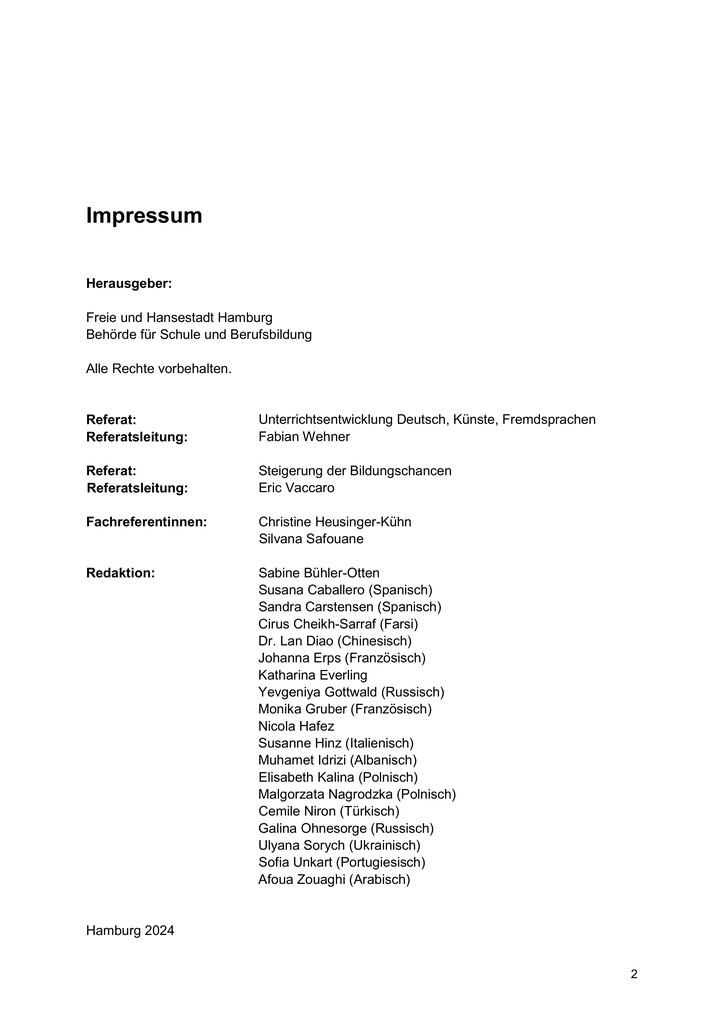 Impressum
Herausgeber:
Freie und Hansestadt Hamburg
Behörde für Schule und Berufsbildung
Alle Rechte vorbehalten.
Referat: Unterrichtsentwicklung Deutsch, Künste, Fremdsprachen
Referatsleitung: Fabian Wehner
Referat: Steigerung der Bildungschancen
Referatsleitung: Eric Vaccaro
Fachreferentinnen: Christine Heusinger-Kühn
Silvana Safouane
Redaktion: Sabine Bühler-Otten
Susana Caballero (Spanisch)
Sandra Carstensen (Spanisch)
Cirus Cheikh-Sarraf (Farsi)
Dr. Lan Diao (Chinesisch)
Johanna Erps (Französisch)
Katharina Everling
Yevgeniya Gottwald (Russisch)
Monika Gruber (Französisch)
Nicola Hafez
Susanne Hinz (Italienisch)
Muhamet Idrizi (Albanisch)
Elisabeth Kalina (Polnisch)
Malgorzata Nagrodzka (Polnisch)
Cemile Niron (Türkisch)
Galina Ohnesorge (Russisch)
Ulyana Sorych (Ukrainisch)
Sofia Unkart (Portugiesisch)
Afoua Zouaghi (Arabisch)
Hamburg 2024
2